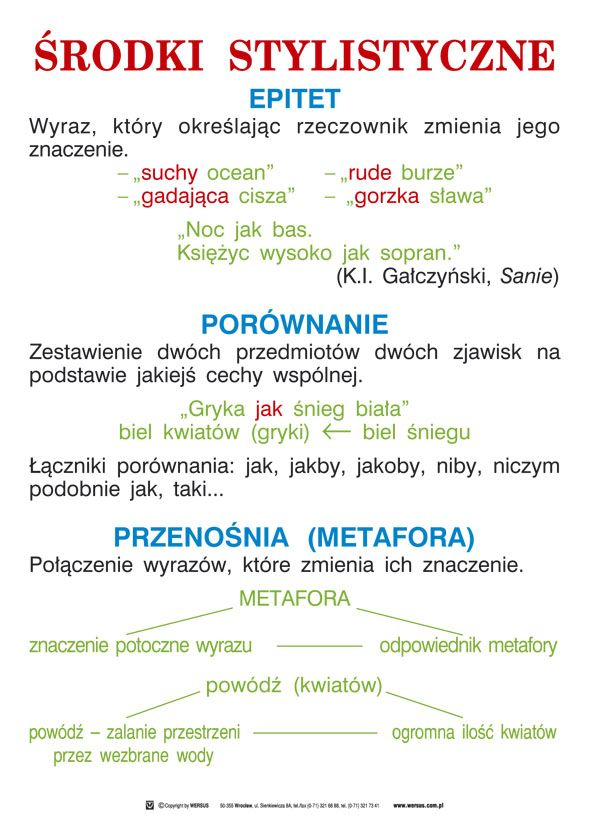 ŚRODKI STYLISTYCZNE
EPITET
Wyraz, który określając rzeczownik zmienia jego
znaczenie.
– „suchy ocean” – „rude burze”
– „gadająca cisza” – „gorzka sława”
„Noc jak bas.
Księżyc wysoko jak sopran.”
(K.I. Gałczyński, Sanie)
PORÓWNANIE
Zestawienie dwóch przedmiotów dwóch zjawisk na
podstawie jakiejś cechy wspólnej.
„Gryka jak śnieg biała”
biel kwiatów (gryki) ← biel śniegu
Łączniki porównania: jak, jakby, jakoby, niby, niczym
podobnie jak, taki...
PRZENOŚNIA (METAFORA)
Połączenie wyrazów, które zmienia ich znaczenie.
METAFORA
znaczenie potoczne wyrazu odpowiednik metafory
powódź (kwiatów)
powódź – zalanie przestrzeni ogromna ilość kwiatów
przez wezbrane wody
© Copyright by WERSUS 50-355 Wrocław, ul. Sienkiewicza 8A, tel./fax (0-71) 321 66 88, tel. (0-71) 321 73 41 www.wersus.com.pl